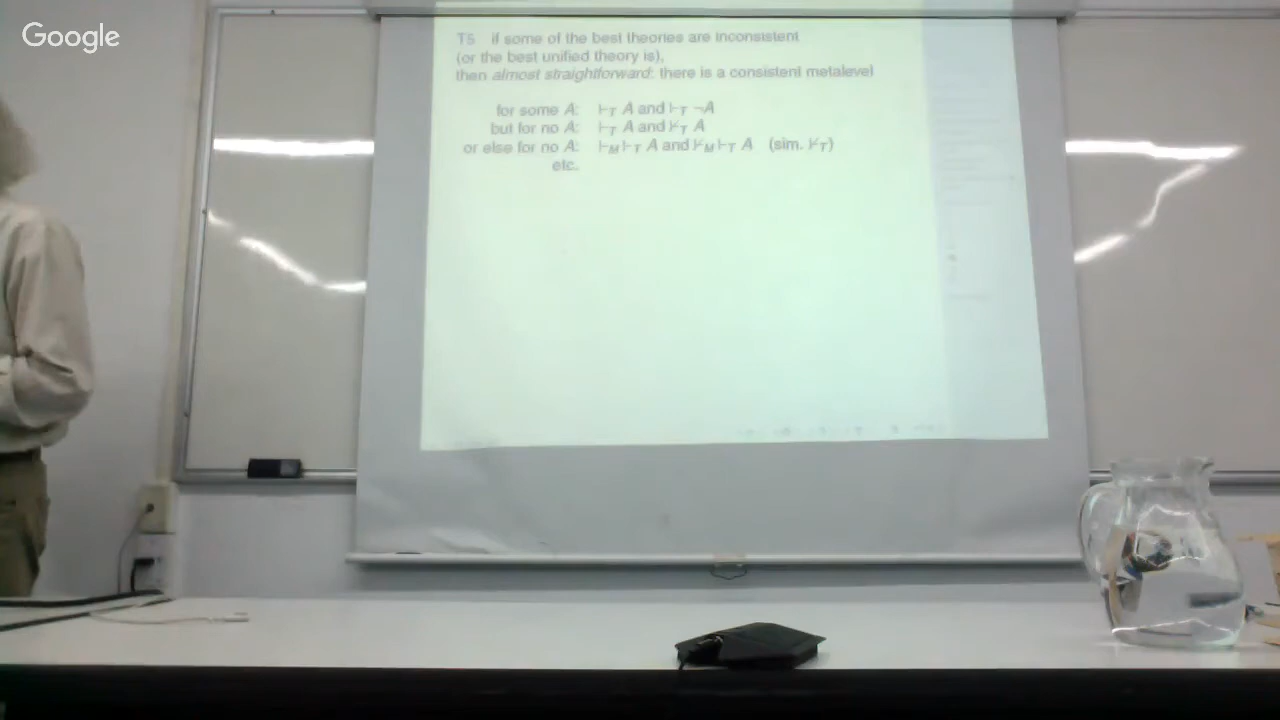 Google
T5 if some of the best theories are inconsistent
(or the best unified theory is),
then almost straightforward: there is a consistent metalevel
for some A: ⊢T A and ⊢T ¬A
but for no A: ⊢T A and ⊬T A
or else for no A: ⊢M ⊢T A and ⊬M ⊢T A (sim. ⊬T)
etc.